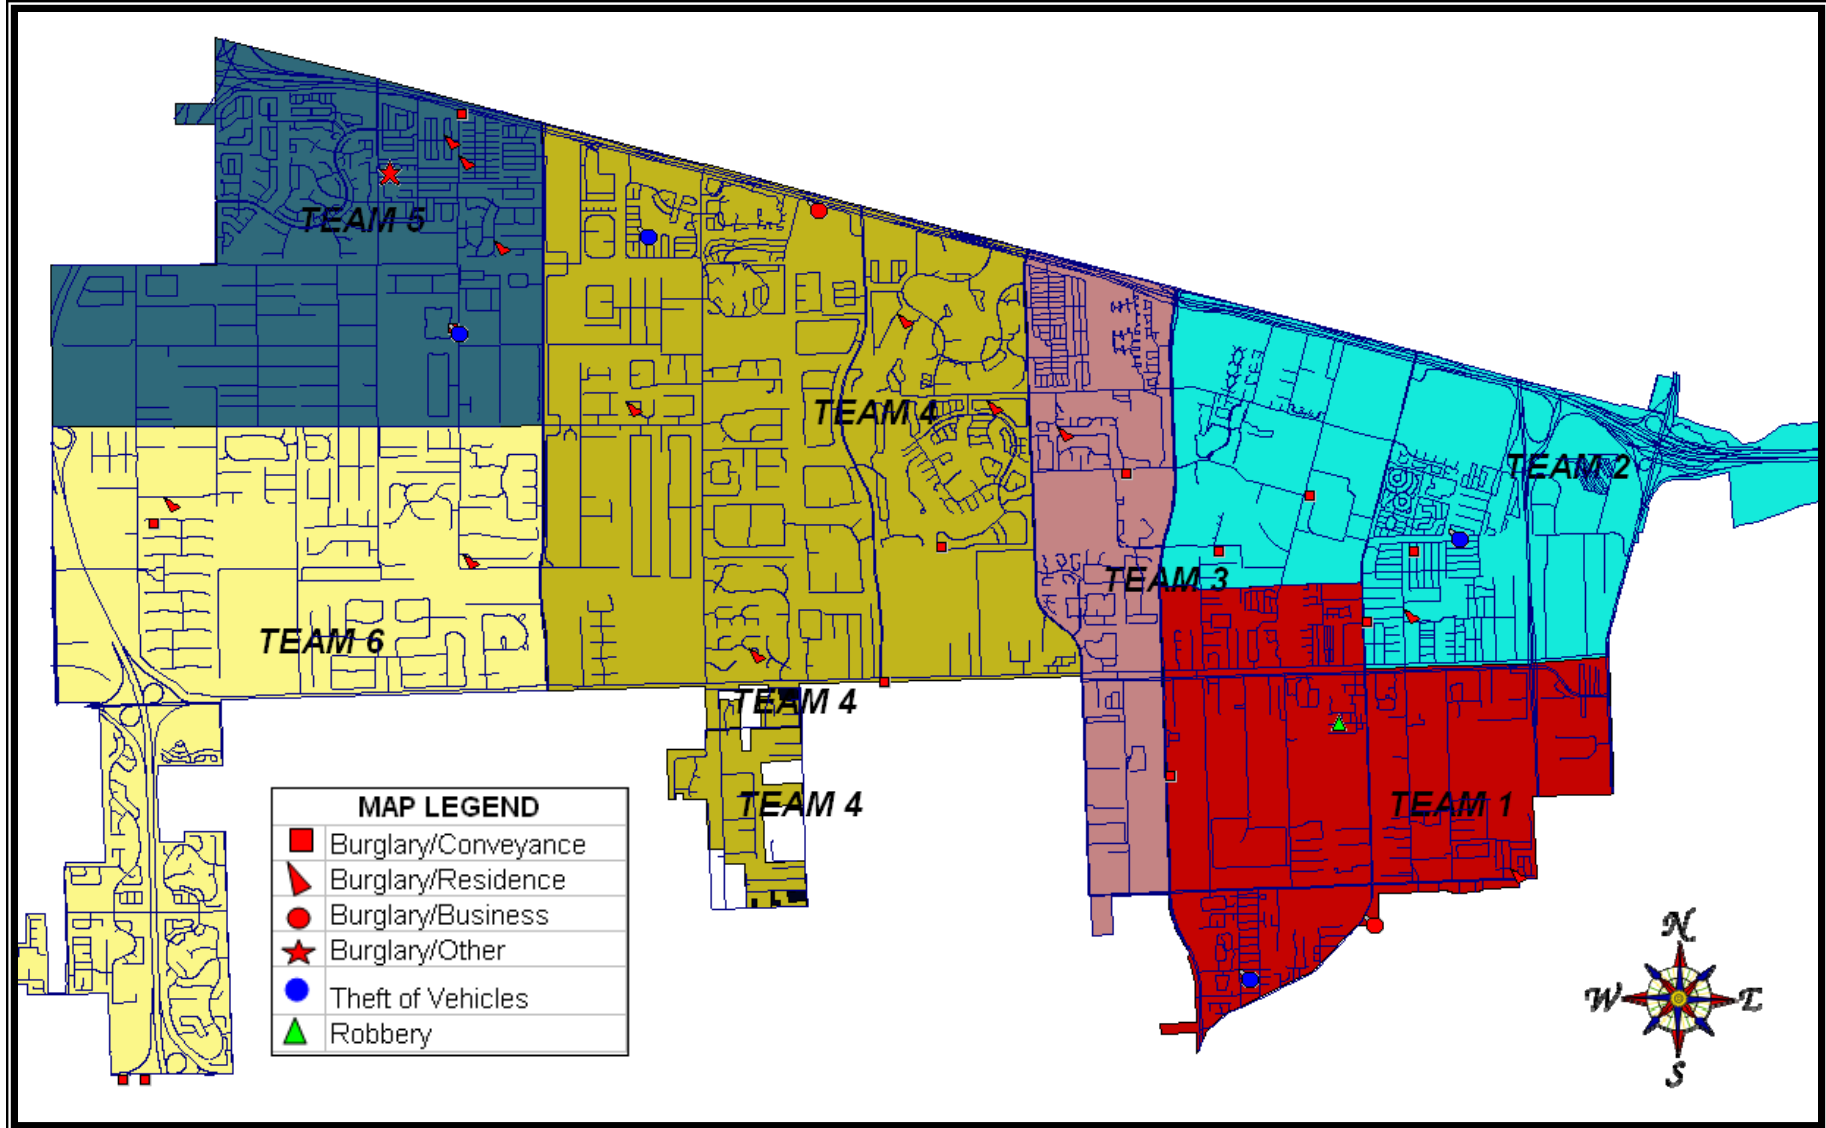 TEAM 5
TEAM 4
TEAM 2
TEAM 3
TEAM 6
TEAM 4
TEAM 4
TEAM 1
MAP LEGEND
Burglary/Conveyance
Burglary/Residence
Burglary/Business
Burglary/Other
Theft of Vehicles
Robbery
N
W E
S